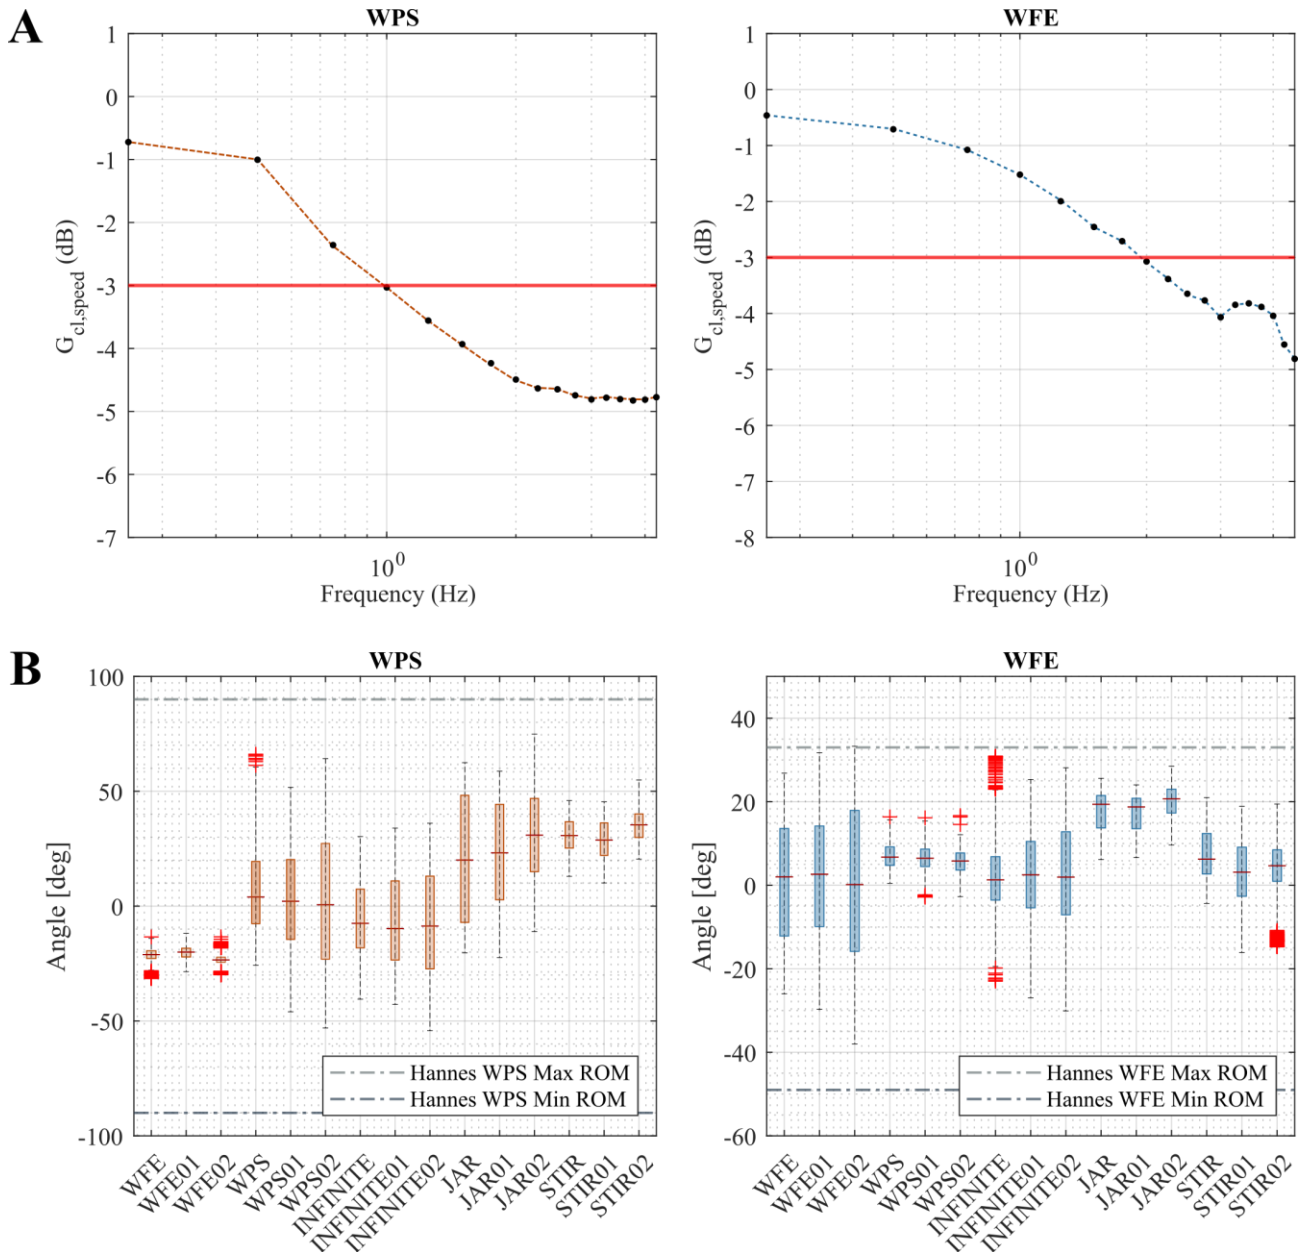 A
WPS
1
0
-1
-2
-3
-4
-5
-6
-7
G_cl,speed (dB)
10^0
Frequency (Hz)
WFE
1
0
-1
-2
-3
-4
-5
-6
-7
-8
G_cl,speed (dB)
10^0
Frequency (Hz)
B
WPS
100
50
0
-50
-100
Angle [deg]
Hannes WPS Max ROM
Hannes WPS Min ROM
WFE
WFE01
WFE02
WPS
WPS01
WPS02
INFINITE
INFINITE01
INFINITE02
JAR
JAR01
JAR02
STIR
STIR01
STIR02
WFE
40
20
0
-20
-40
-60
Angle [deg]
Hannes WFE Max ROM
Hannes WFE Min ROM
WFE
WFE01
WFE02
WPS
WPS01
WPS02
INFINITE
INFINITE01
INFINITE02
JAR
JAR01
JAR02
STIR
STIR01
STIR02